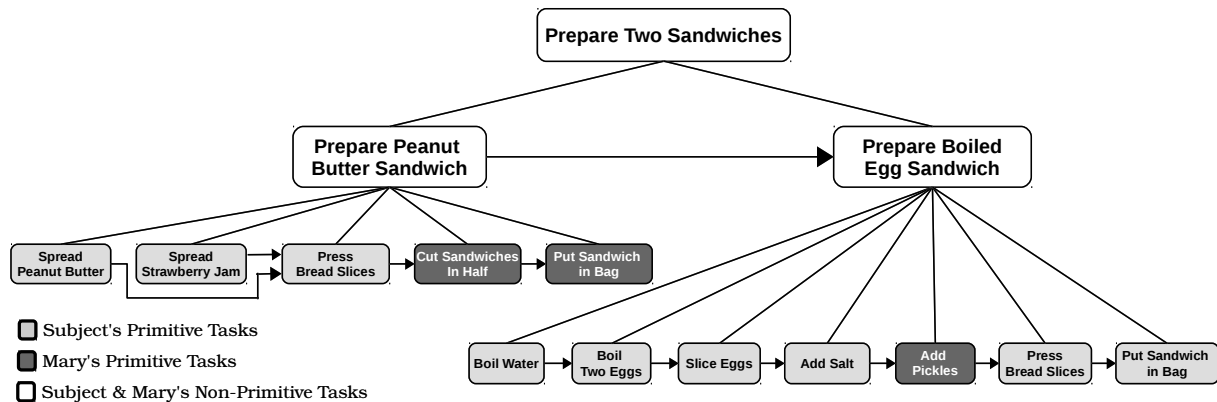 Prepare Two Sandwiches
Prepare Peanut
Butter Sandwich
Prepare Boiled
Egg Sandwich
Spread
Peanut Butter
Spread
Strawberry Jam
Press
Bread Slices
Cut Sandwiches
In Half
Put Sandwich
in Bag
Subject's Primitive Tasks
Mary's Primitive Tasks
Subject & Mary's Non-Primitive Tasks
Boil Water
Boil
Two Eggs
Slice Eggs
Add Salt
Add
Pickles
Press
Bread Slices
Put Sandwich
in Bag